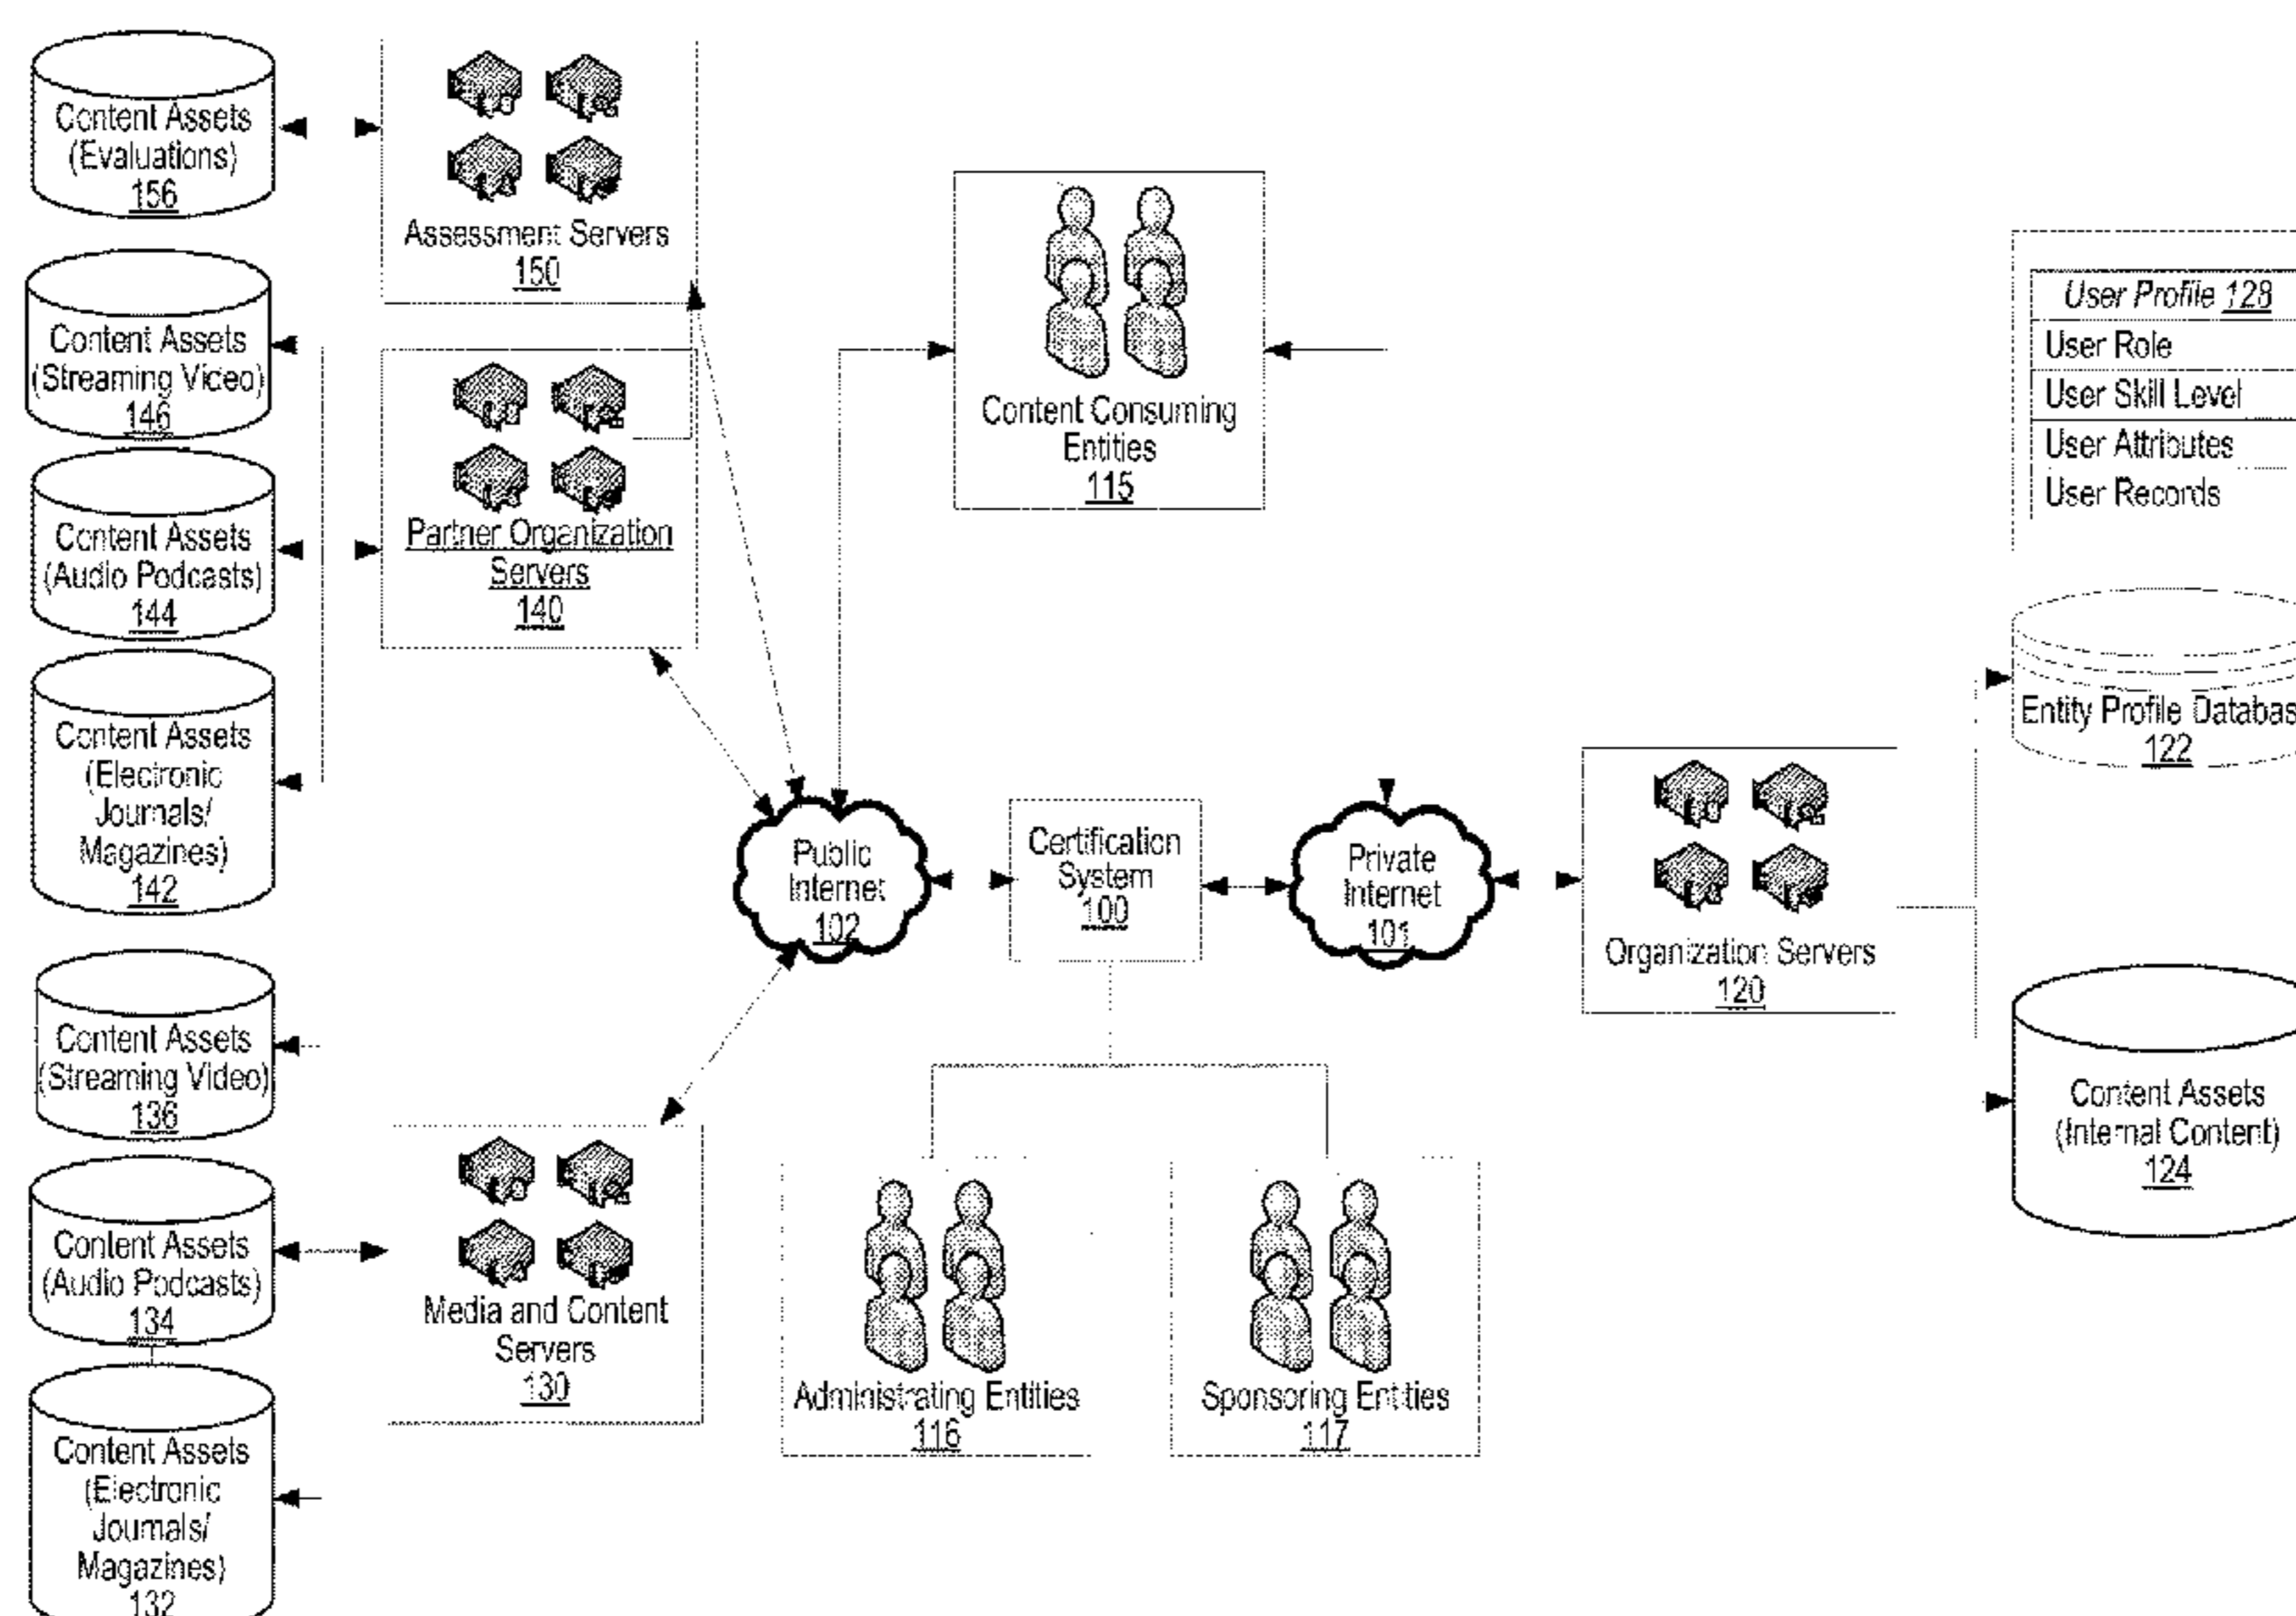 Content Assets
(Evaluations)
156
Assessment Servers
150
Content Assets
(Streaming Video)
146
Partner Organization
Servers
140
Content Assets
(Audio Podcasts)
144
Content Assets
(Electronic
Journals/
Magazines)
142
Content Consuming
Entities
115
User Profile 128
User Role
User Skill Level
User Attributes
User Records
Entity Profile Databas
122
Public
Internet
102
Certification
System
100
Private
Internet
101
Organization Servers
120
Content Assets
(Internal Content)
124
Content Assets
(Streaming Video)
136
Content Assets
(Audio Podcasts)
134
Media and Content
Servers
130
Administrating Entities
116
Sponsoring Entities
117
Content Assets
(Electronic
Journals/
Magazines)
132